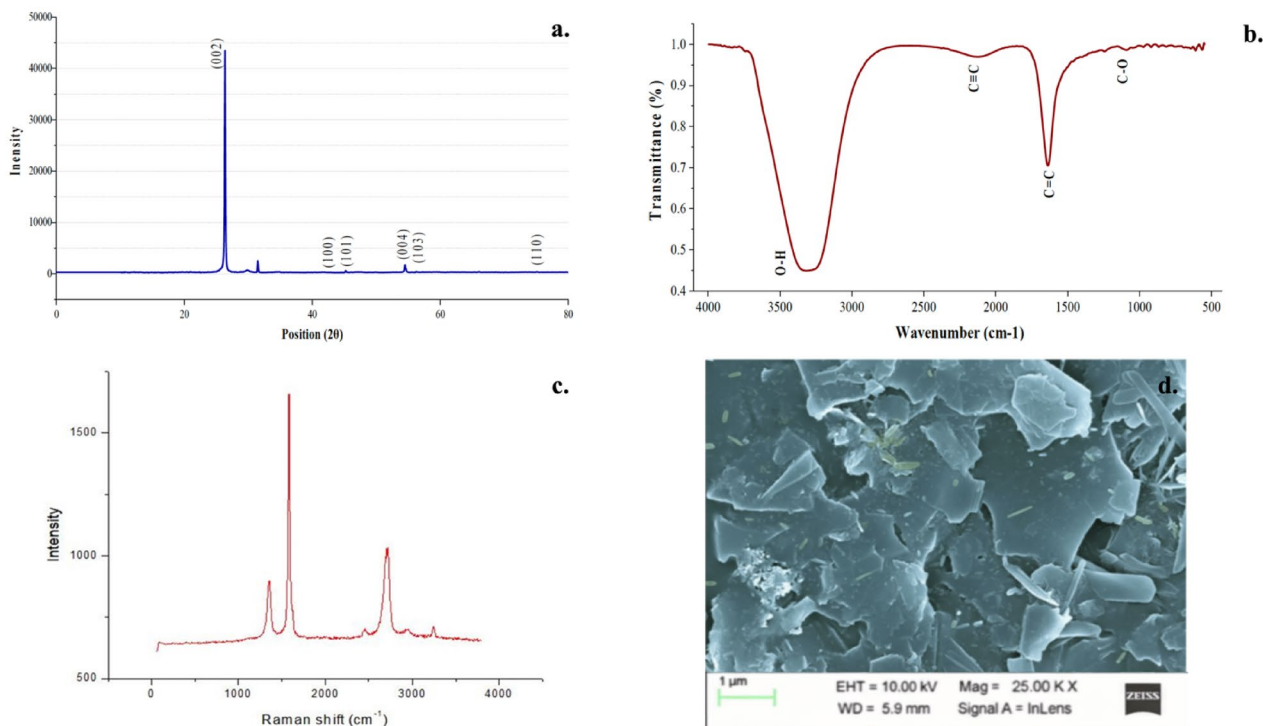 a.
50000
40000
30000
20000
10000
0
Inensity
(002)
(100)
(101)
(004)
(103)
(110)
0 20 40 60 80
Position (2θ)
b.
1.0
0.9
0.8
0.7
0.6
0.5
0.4
Transmittance (%)
O-H
C≡C
C=C
C-O
4000 3500 3000 2500 2000 1500 1000 500
Wavenumber (cm-1)
c.
1500
1000
500
Intensity
0 1000 2000 3000 4000
Raman shift (cm⁻¹)
d.
1 µm
EHT = 10.00 kV Mag = 25.00 K X
WD = 5.9 mm Signal A = InLens
ZEISS